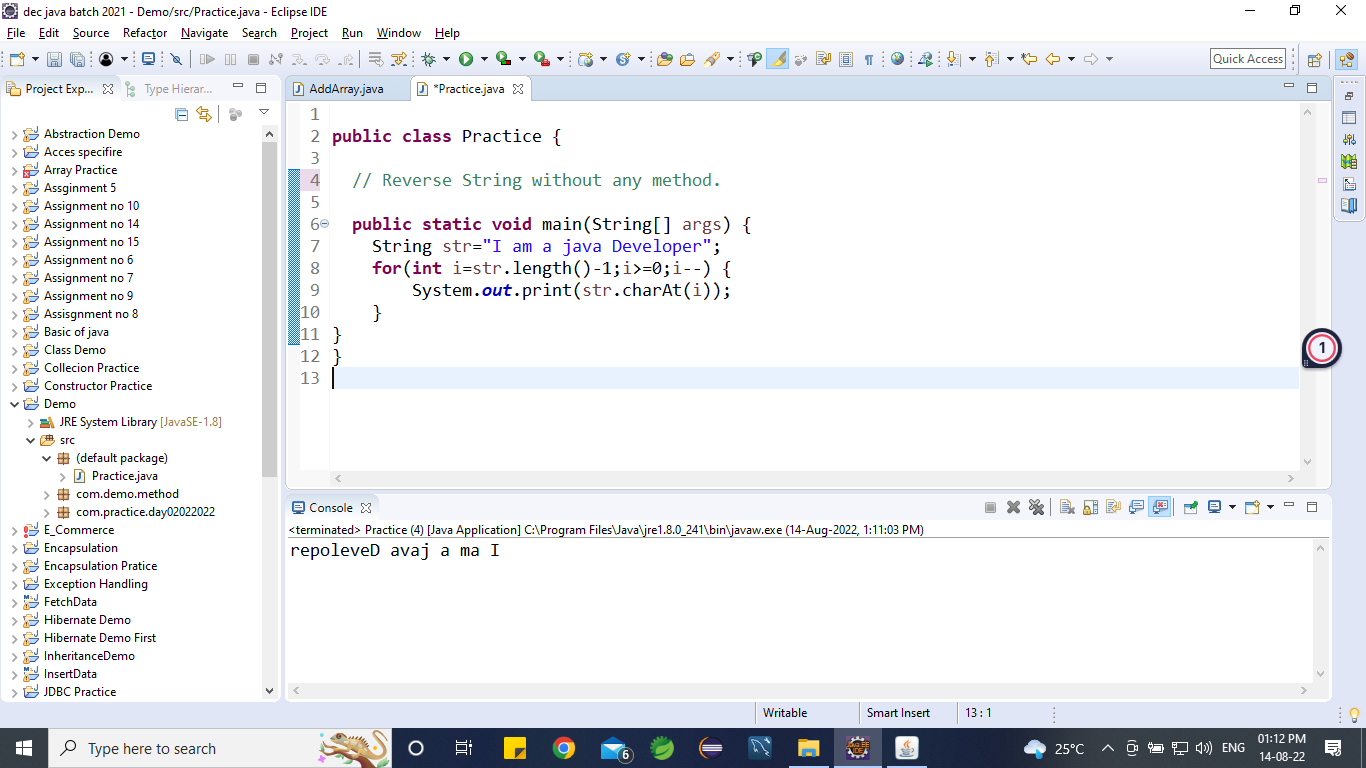 dec java batch 2021 - Demo/src/Practice.java - Eclipse IDE
File Edit Source Refactor Navigate Search Project Run Window Help
Quick Access
Project Exp...
Type Hierar...
Abstraction Demo
Acces specifire
Array Practice
Assginment 5
Assignment no 10
Assignment no 14
Assignment no 15
Assignment no 6
Assignment no 7
Assignment no 9
Assisgnment no 8
Basic of java
Class Demo
Collecion Practice
Constructor Practice
Demo
JRE System Library [JavaSE-1.8]
src
(default package)
Practice.java
com.demo.method
com.practice.day02022022
E_Commerce
Encapsulation
Encapsulation Pratice
Exception Handling
FetchData
Hibernate Demo
Hibernate Demo First
InheritanceDemo
InsertData
JDBC Practice
AddArray.java
*Practice.java
1
2 public class Practice {
3
4 // Reverse String without any method.
5
6 public static void main(String[] args) {
7 String str="I am a java Developer";
8 for(int i=str.length()-1;i>=0;i--) {
9 System.out.print(str.charAt(i));
10 }
11 }
12 }
13
1
Console
<terminated> Practice (4) [Java Application] C:\Program Files\Java\jre1.8.0_241\bin\javaw.exe (14-Aug-2022, 1:11:03 PM)
repoleveD avaj a ma I
Writable
Smart Insert
13 : 1
Type here to search
6
25°C
ENG
01:12 PM
14-08-22